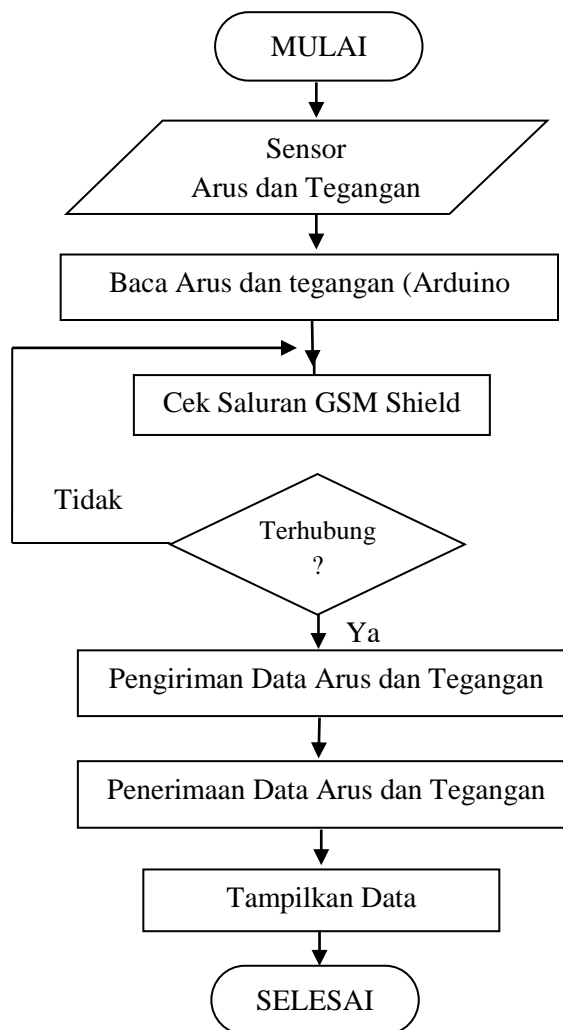 MULAI
Sensor
Arus dan Tegangan
Baca Arus dan tegangan (Arduino
Cek Saluran GSM Shield
Tidak
Terhubung
?
Ya
Pengiriman Data Arus dan Tegangan
Penerimaan Data Arus dan Tegangan
Tampilkan Data
SELESAI